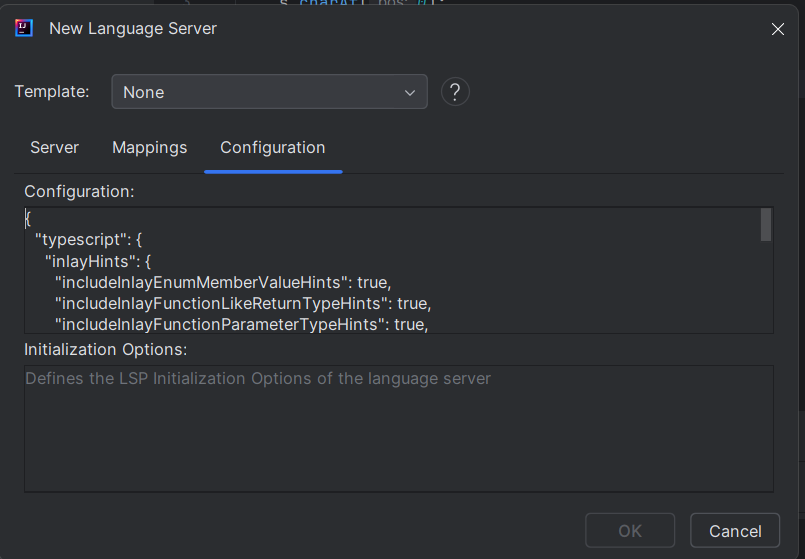 New Language Server
Template:
None
?
Server
Mappings
Configuration
Configuration:
{
"typescript": {
"inlayHints": {
"includeInlayEnumMemberValueHints": true,
"includeInlayFunctionLikeReturnTypeHints": true,
"includeInlayFunctionParameterTypeHints": true,
Initialization Options:
Defines the LSP Initialization Options of the language server
OK
Cancel